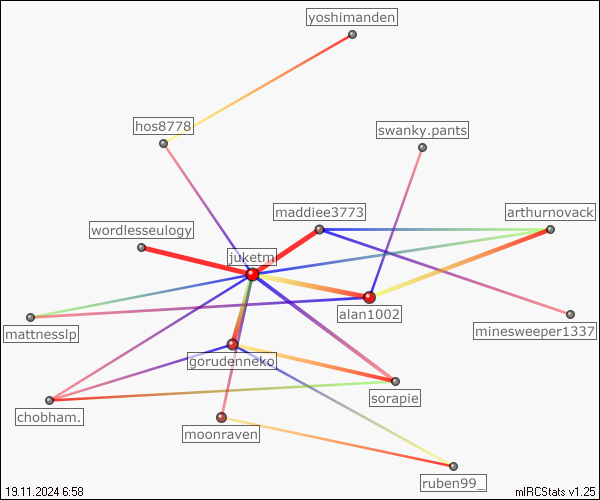 yoshimanden
hos8778
swanky.pants
maddiee3773
arthurnovack
wordlesseulogy
juketm
alan1002
mattnesslp
minesweeper1337
gorudenneko
sorapie
chobham.
moonraven
ruben99_
19.11.2024 6:58
mIRCStats v1.25